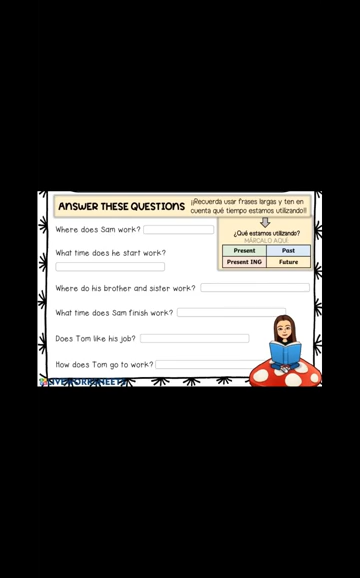 ANSWER THESE QUESTIONS
¡¡Recuerda usar frases largas y ten en
cuenta qué tiempo estamos utilizando!!
Where does Sam work?
¿Qué estamos utilizando?
MÁRCALO AQUÍ
Present Past
Present ING Future
What time does he start work?
Where do his brother and sister work?
What time does Sam finish work?
Does Tom like his job?
How does Tom go to work?
LIVEWORKSHEETS